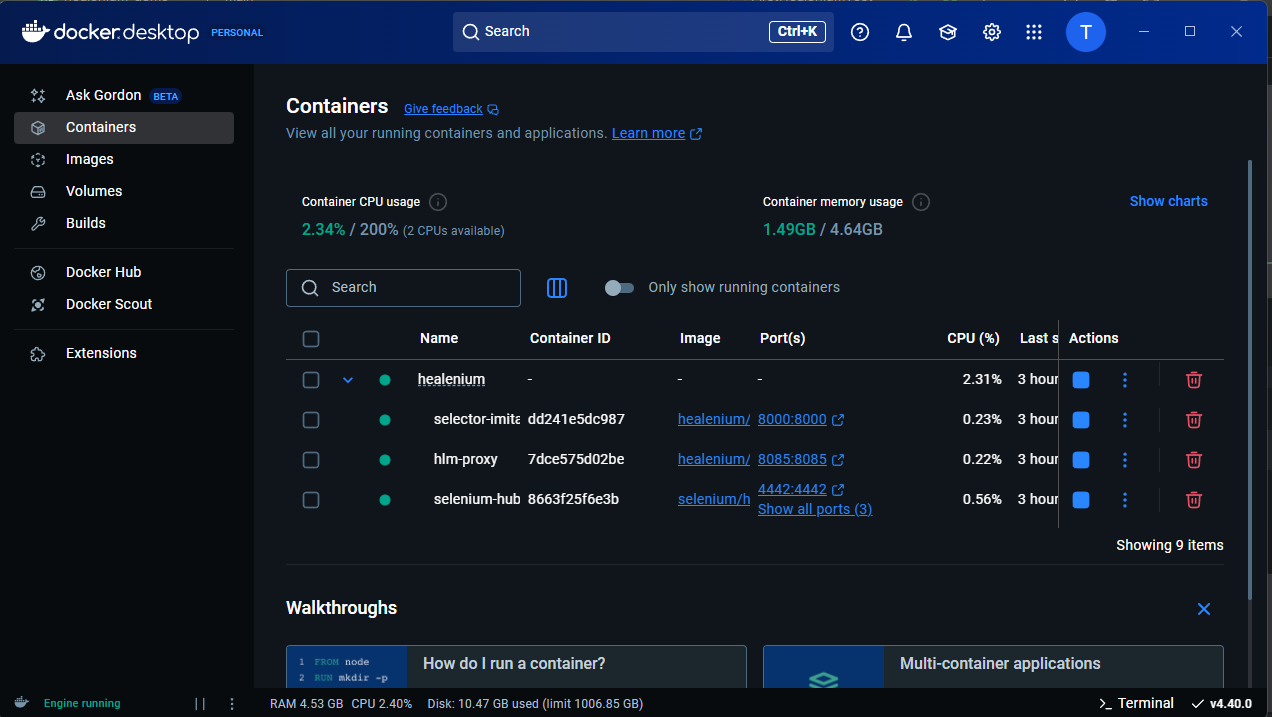 docker.desktop PERSONAL
Search Ctrl+K
T
Ask Gordon BETA
Containers
Images
Volumes
Builds
Docker Hub
Docker Scout
Extensions
Containers Give feedback
View all your running containers and applications. Learn more
Container CPU usage
2.34% / 200% (2 CPUs available)
Container memory usage
1.49GB / 4.64GB
Show charts
Search
Only show running containers
Name Container ID Image Port(s) CPU (%) Last s Actions
healenium - - - 2.31% 3 hour
selector-imita dd241e5dc987 healenium/ 8000:8000 0.23% 3 hour
hlm-proxy 7dce575d02be healenium/ 8085:8085 0.22% 3 hour
selenium-hub 8663f25f6e3b selenium/h 4442:4442 0.56% 3 hour
Show all ports (3)
Showing 9 items
Walkthroughs
1 FROM node
2 RUN mkdir -p
How do I run a container?
Multi-container applications
Engine running
RAM 4.53 GB CPU 2.40% Disk: 10.47 GB used (limit 1006.85 GB)
>_ Terminal
v4.40.0